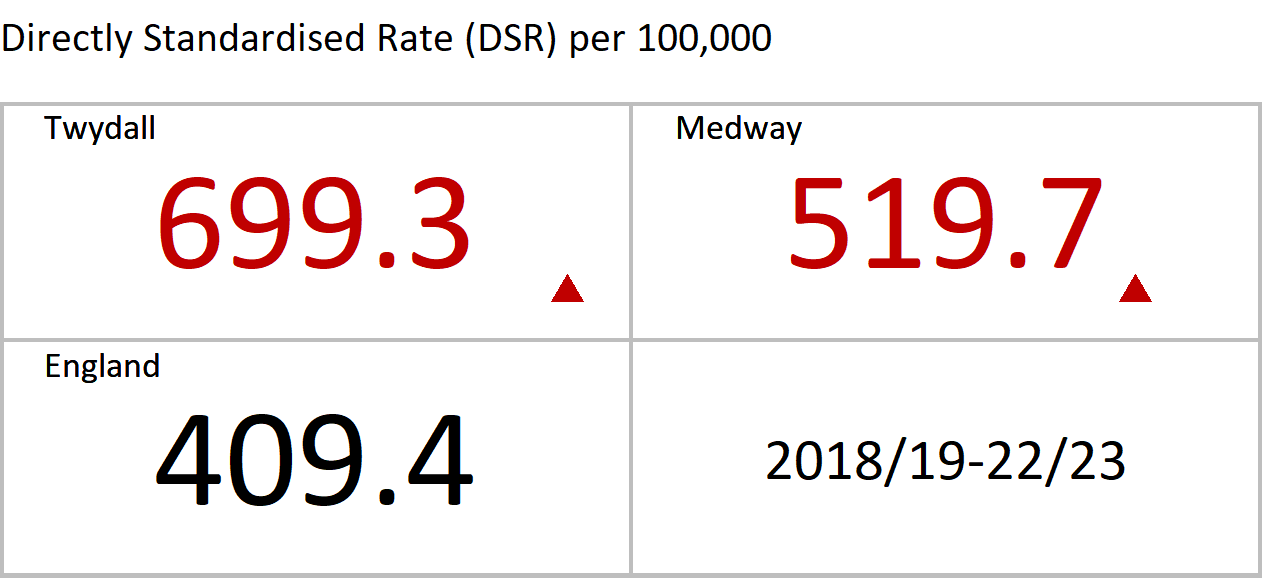 Directly Standardised Rate (DSR) per 100,000
Twydall
699.3
Medway
519.7
England
409.4
2018/19-22/23